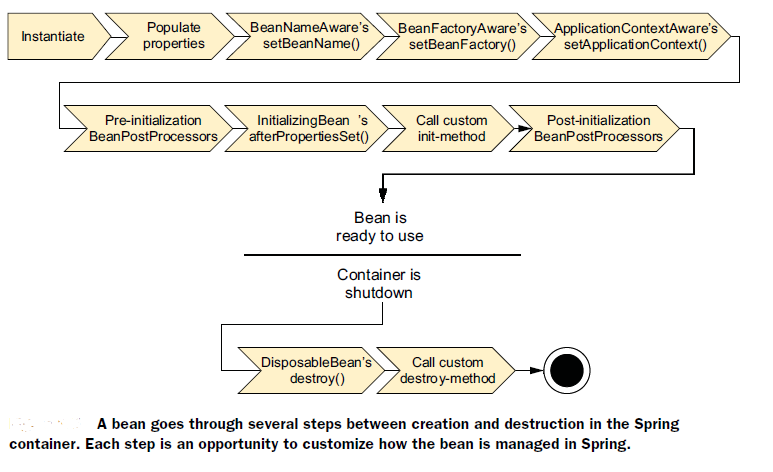 Instantiate
Populate
properties
BeanNameAware's
setBeanName()
BeanFactoryAware's
setBeanFactory()
ApplicationContextAware's
setApplicationContext()
Pre-initialization
BeanPostProcessors
InitializingBean 's
afterPropertiesSet()
Call custom
init-method
Post-initialization
BeanPostProcessors
Bean is
ready to use
Container is
shutdown
DisposableBean's
destroy()
Call custom
destroy-method
A bean goes through several steps between creation and destruction in the Spring
container. Each step is an opportunity to customize how the bean is managed in Spring.